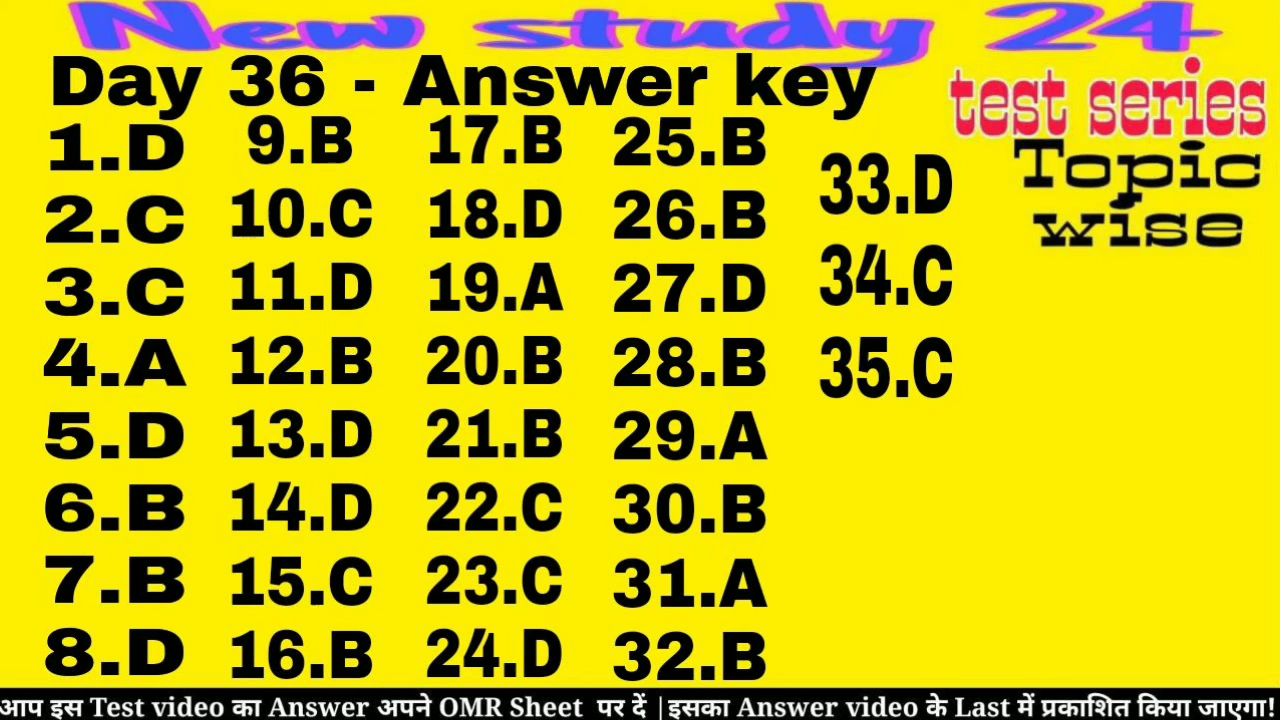 New study 24
Day 36 - Answer key
test series
Topic
wise
1.D
2.C
3.C
4.A
5.D
6.B
7.B
8.D
9.B
10.C
11.D
12.B
13.D
14.D
15.C
16.B
17.B
18.D
19.A
20.B
21.B
22.C
23.C
24.D
25.B
26.B
27.D
28.B
29.A
30.B
31.A
32.B
33.D
34.C
35.C
आप इस Test video का Answer अपने OMR Sheet पर दें |इसका Answer video के Last में प्रकाशित किया जाएगा!